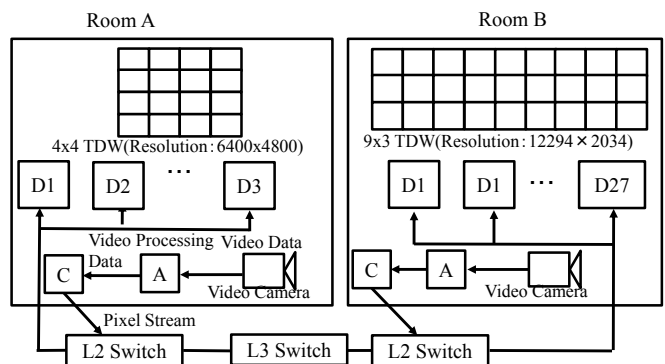 Room A
Room B
4x4 TDW(Resolution:6400x4800)
9x3 TDW(Resolution:12294×2034)
D1
D2
...
D3
D1
D1
...
D27
Video Processing
Data
Video Data
C
A
Video Camera
C
A
Video Camera
Pixel Stream
L2 Switch
L3 Switch
L2 Switch